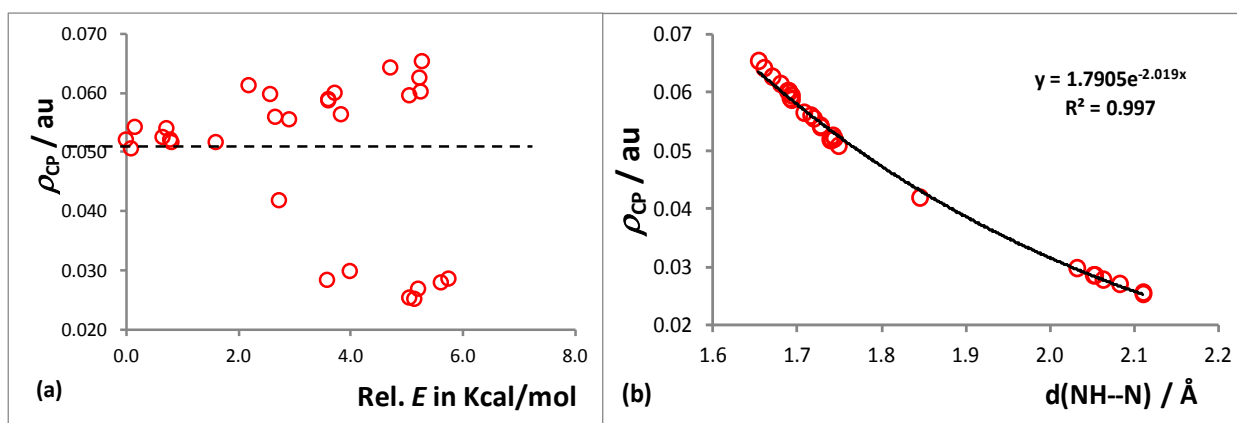 0.070
0.060
0.050
0.040
0.030
0.020
ρCP / au
0.0 2.0 4.0 6.0 8.0
(a) Rel. E in Kcal/mol
0.07
0.06
0.05
0.04
0.03
0.02
ρCP / au
y = 1.7905e-2.019x
R² = 0.997
1.6 1.7 1.8 1.9 2.0 2.1 2.2
(b) d(NH--N) / Å